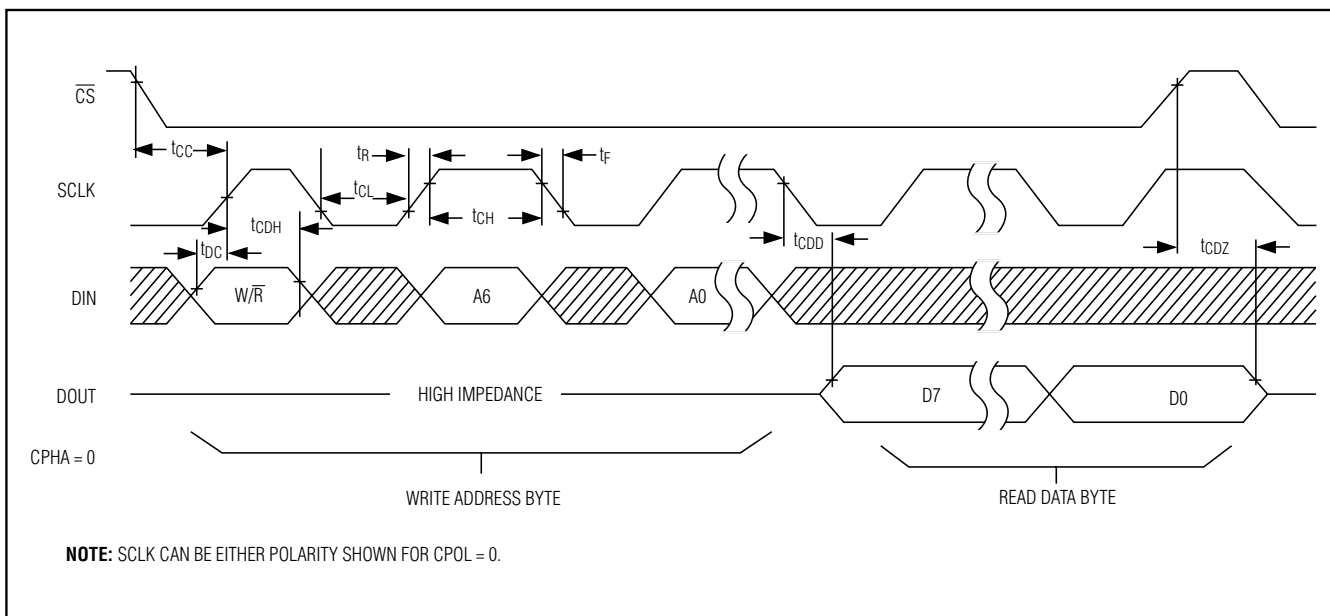 C̅S̅
tCC
tR
tF
SCLK
tCL
tCH
tCDH
tDC
tCDD
tCDZ
DIN
W/R̅
A6
A0
DOUT
HIGH IMPEDANCE
D7
D0
CPHA = 0
WRITE ADDRESS BYTE
READ DATA BYTE
NOTE: SCLK CAN BE EITHER POLARITY SHOWN FOR CPOL = 0.